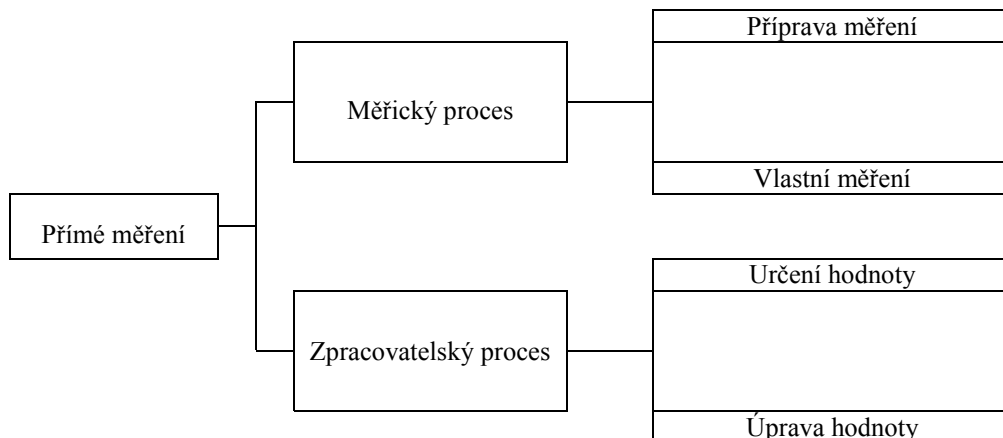 Příprava měření
Měřický proces
Vlastní měření
Přímé měření
Určení hodnoty
Zpracovatelský proces
Úprava hodnoty